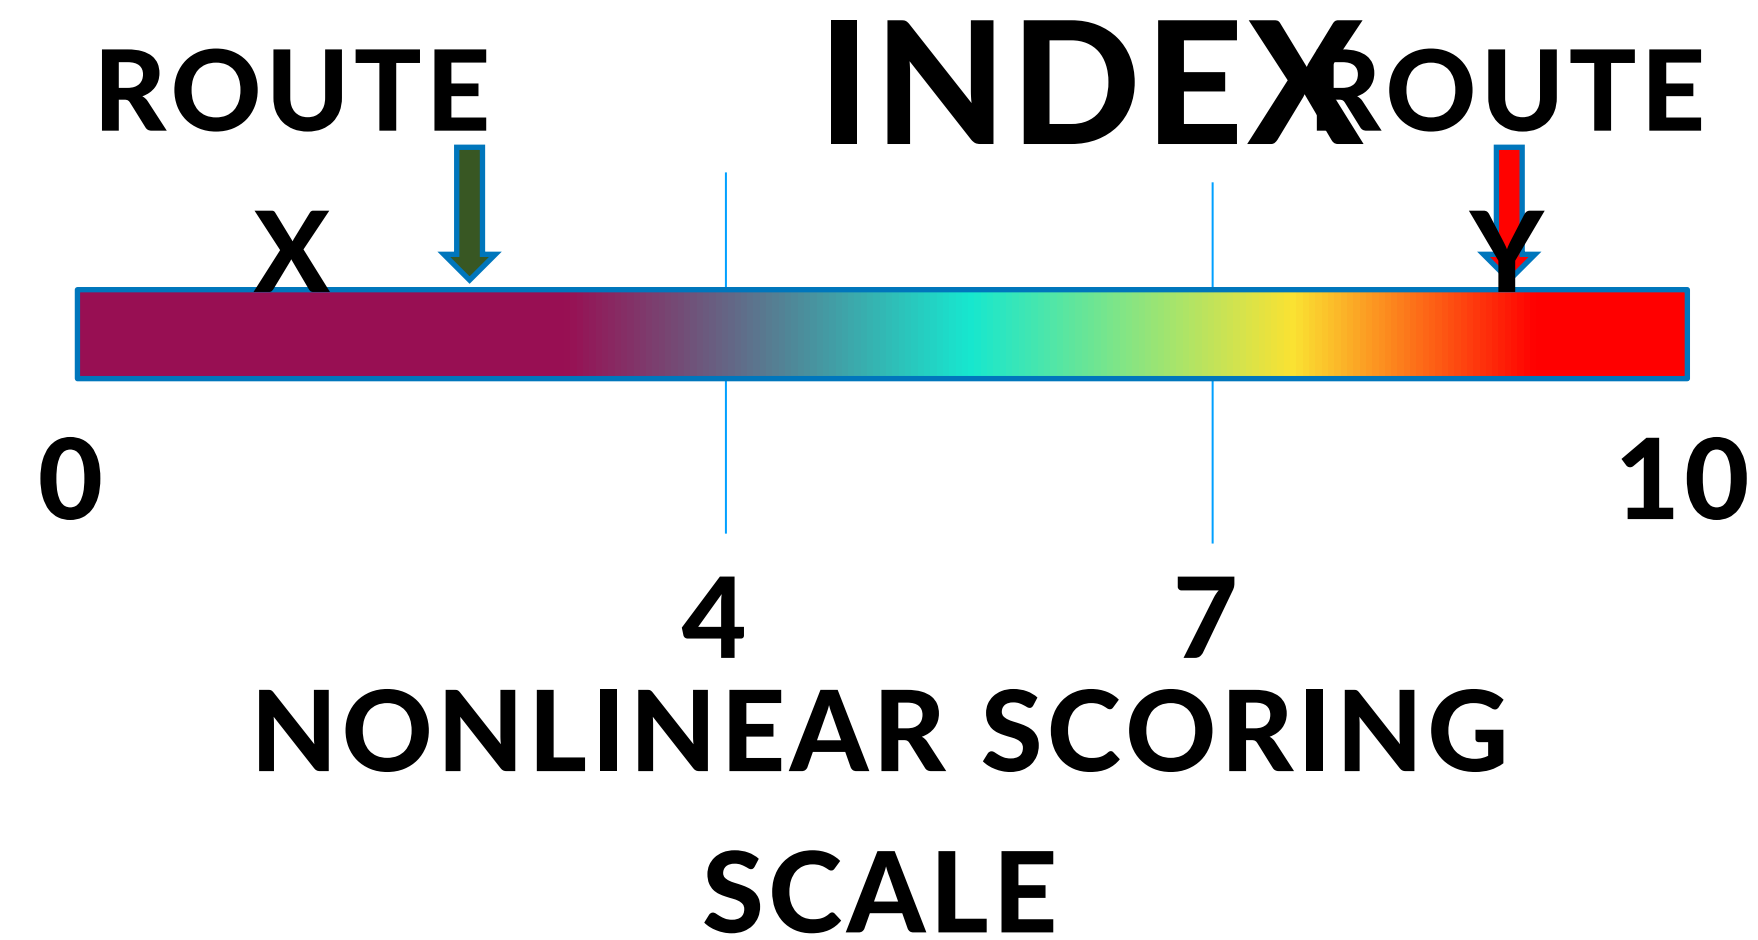 INDEX
ROUTE
X
ROUTE
Y
0
10
4
7
NONLINEAR SCORING
SCALE